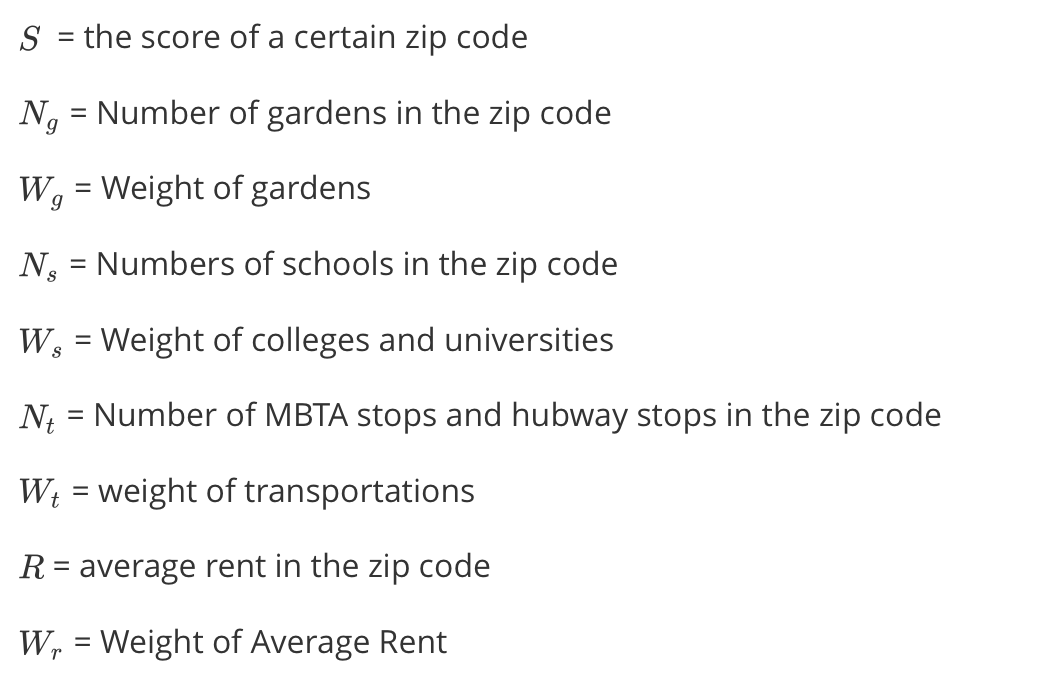 S = the score of a certain zip code
N_g = Number of gardens in the zip code
W_g = Weight of gardens
N_s = Numbers of schools in the zip code
W_s = Weight of colleges and universities
N_t = Number of MBTA stops and hubway stops in the zip code
W_t = weight of transportations
R = average rent in the zip code
W_r = Weight of Average Rent